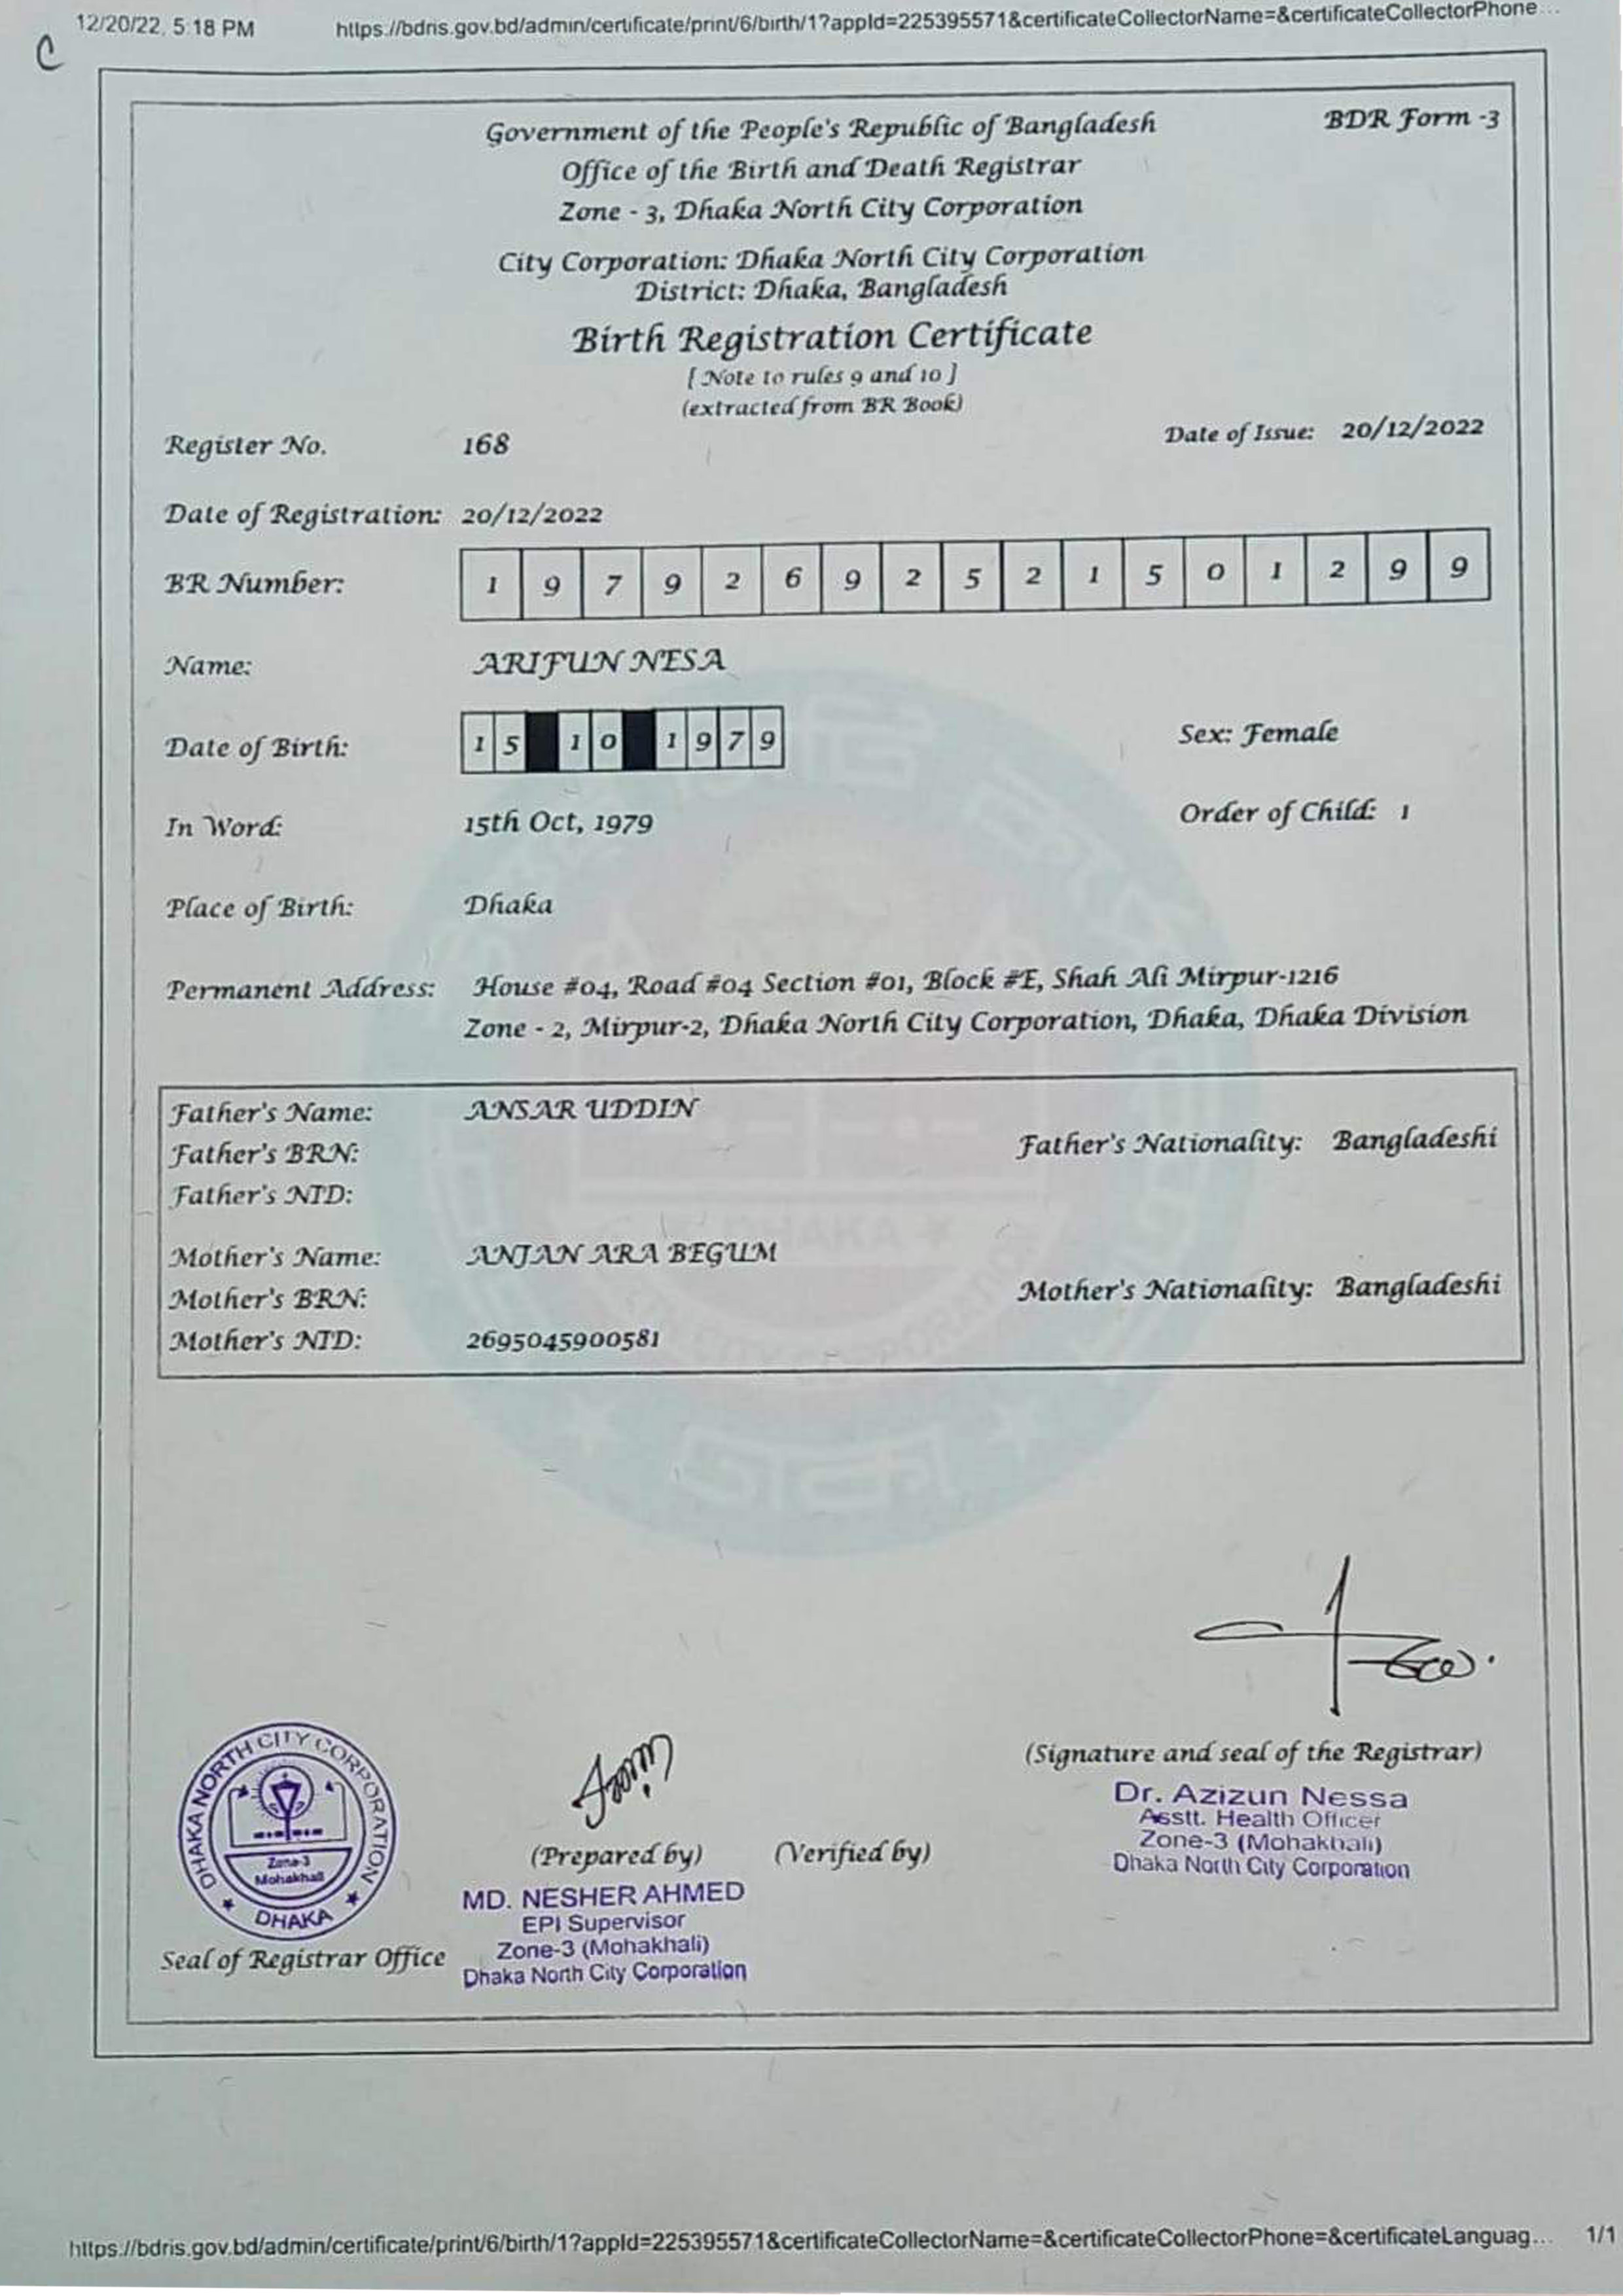 12/20/22, 5:18 PM https://bdris.gov.bd/admin/certificate/print/6/birth/1?appId=225395571&certificateCollectorName=&certificateCollectorPhone...
C
BDR Form -3
Government of the People's Republic of Bangladesh
Office of the Birth and Death Registrar
Zone - 3, Dhaka North City Corporation
City Corporation: Dhaka North City Corporation
District: Dhaka, Bangladesh
Birth Registration Certificate
[ Note to rules 9 and 10 ]
(extracted from BR Book)
Register No. 168 Date of Issue: 20/12/2022
Date of Registration: 20/12/2022
BR Number: 1 9 7 9 2 6 9 2 5 2 1 5 0 1 2 9 9
Name: ARIFUN NESA
Date of Birth: 1 5 1 0 1 9 7 9 Sex: Female
In Word: 15th Oct, 1979 Order of Child: 1
Place of Birth: Dhaka
Permanent Address: House #04, Road #04 Section #01, Block #E, Shah Ali Mirpur-1216
Zone - 2, Mirpur-2, Dhaka North City Corporation, Dhaka, Dhaka Division
Father's Name: ANSAR UDDIN
Father's BRN: Father's Nationality: Bangladeshi
Father's NID:
Mother's Name: ANJAN ARA BEGUM
Mother's BRN: Mother's Nationality: Bangladeshi
Mother's NID: 2695045900581
DHAKA NORTH CITY CORPORATION
Zone-3
Mohakhali
DHAKA
Seal of Registrar Office
(Prepared by) (Verified by)
MD. NESHER AHMED
EPI Supervisor
Zone-3 (Mohakhali)
Dhaka North City Corporation
(Signature and seal of the Registrar)
Dr. Azizun Nessa
Asstt. Health Officer
Zone-3 (Mohakhali)
Dhaka North City Corporation
https://bdris.gov.bd/admin/certificate/print/6/birth/1?appId=225395571&certificateCollectorName=&certificateCollectorPhone=&certificateLanguag... 1/1